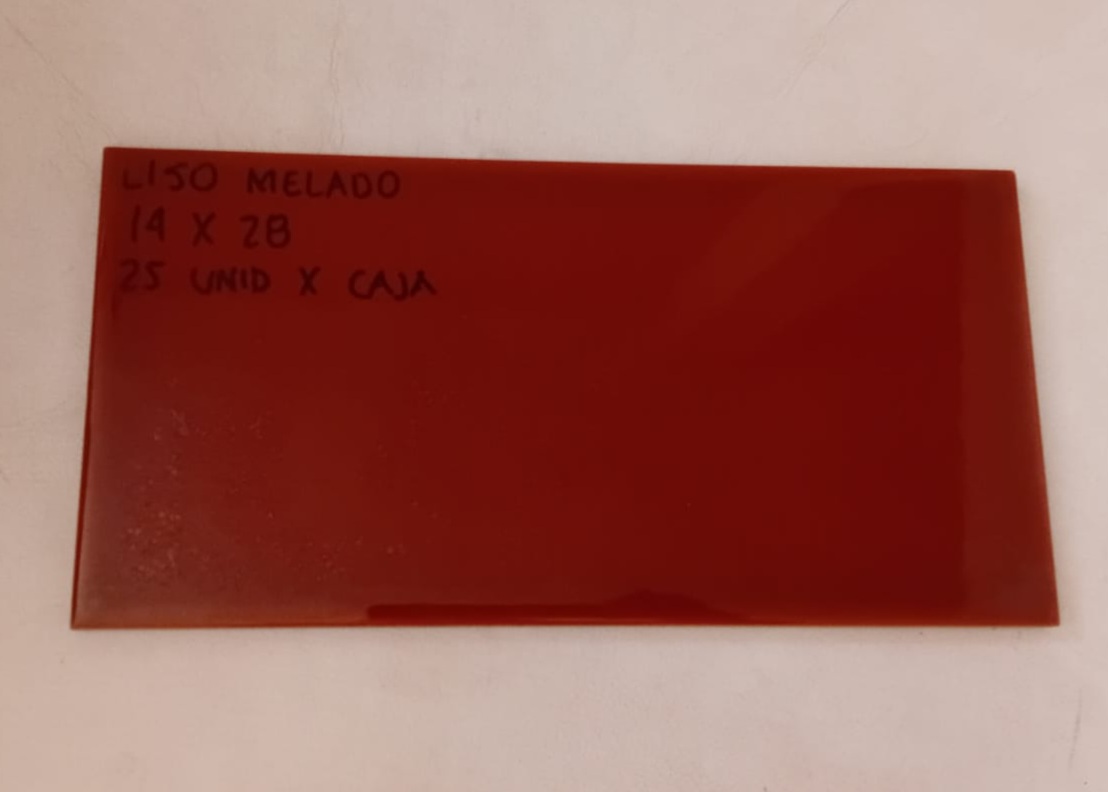 LISO MELADO
14 X 28
25 UNID X CAJA